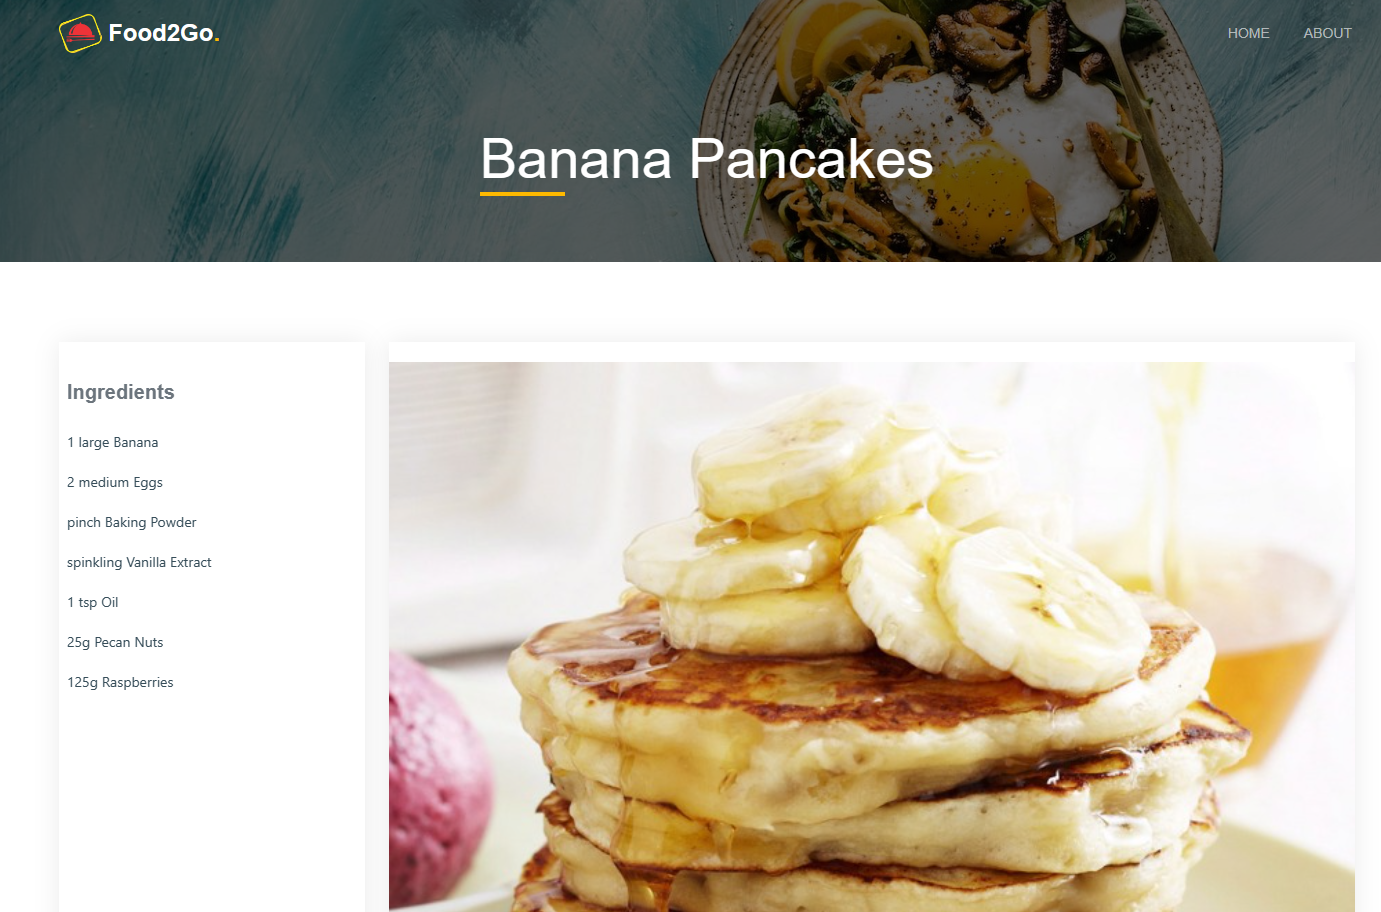 Food2Go.
HOME
ABOUT
Banana Pancakes
Ingredients
1 large Banana
2 medium Eggs
pinch Baking Powder
spinkling Vanilla Extract
1 tsp Oil
25g Pecan Nuts
125g Raspberries